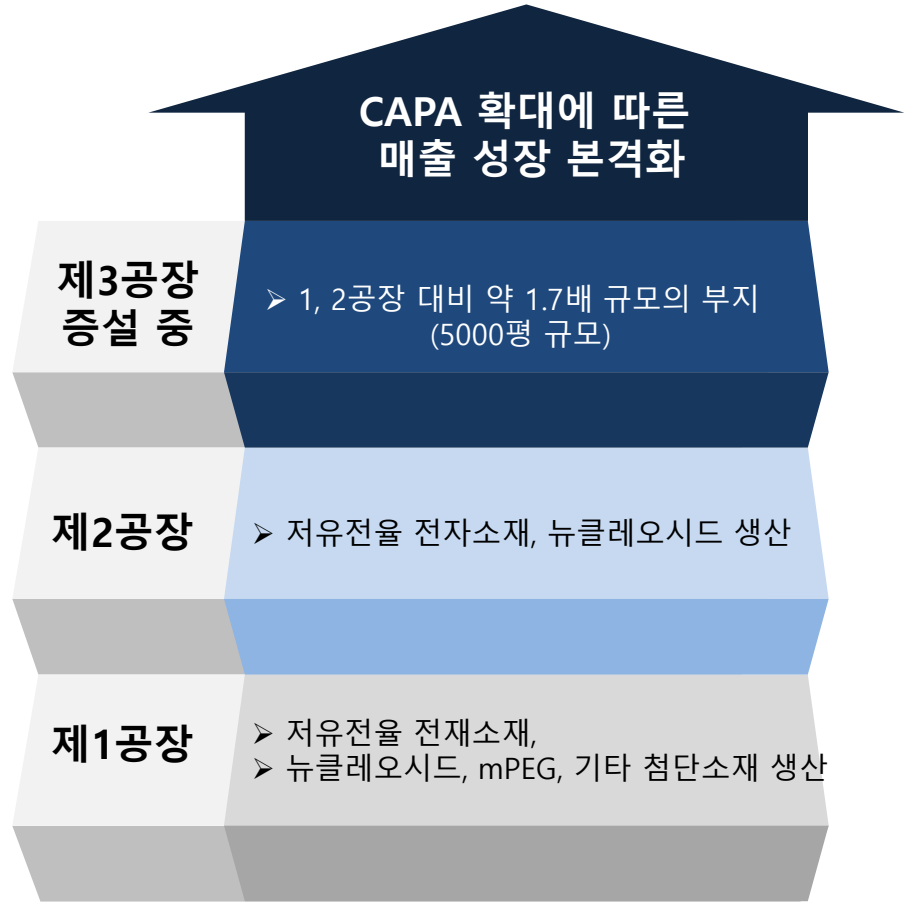 CAPA 확대에 따른
매출 성장 본격화
제3공장
증설 중
➢ 1, 2공장 대비 약 1.7배 규모의 부지
(5000평 규모)
제2공장
➢ 저유전율 전자소재, 뉴클레오시드 생산
제1공장
➢ 저유전율 전재소재,
➢ 뉴클레오시드, mPEG, 기타 첨단소재 생산